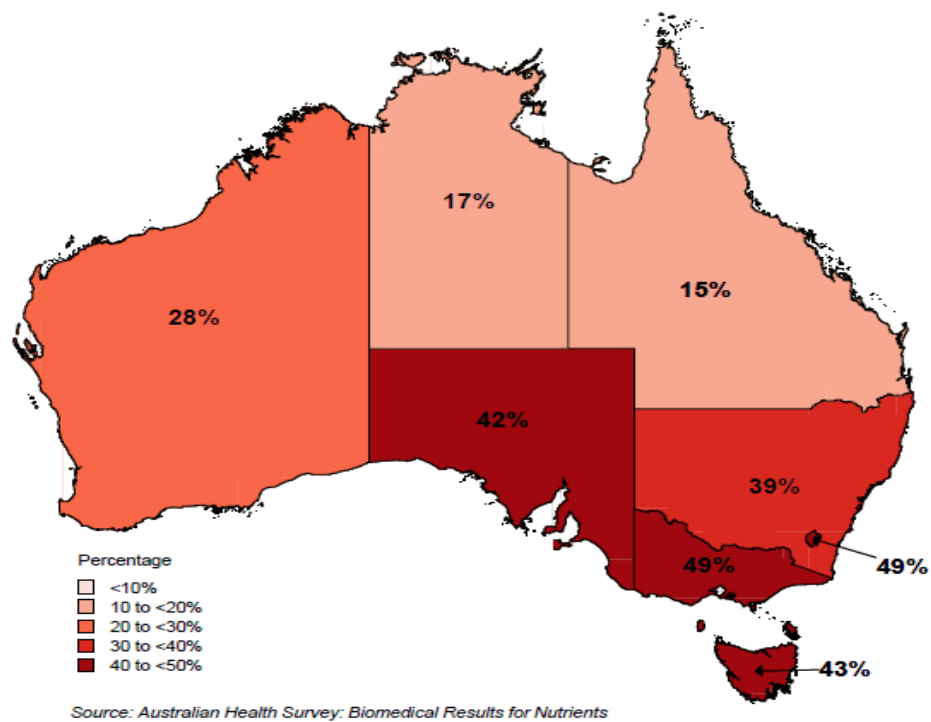 17%
15%
28%
42%
39%
49%
49%
43%
Percentage
<10%
10 to <20%
20 to <30%
30 to <40%
40 to <50%
Source: Australian Health Survey: Biomedical Results for Nutrients